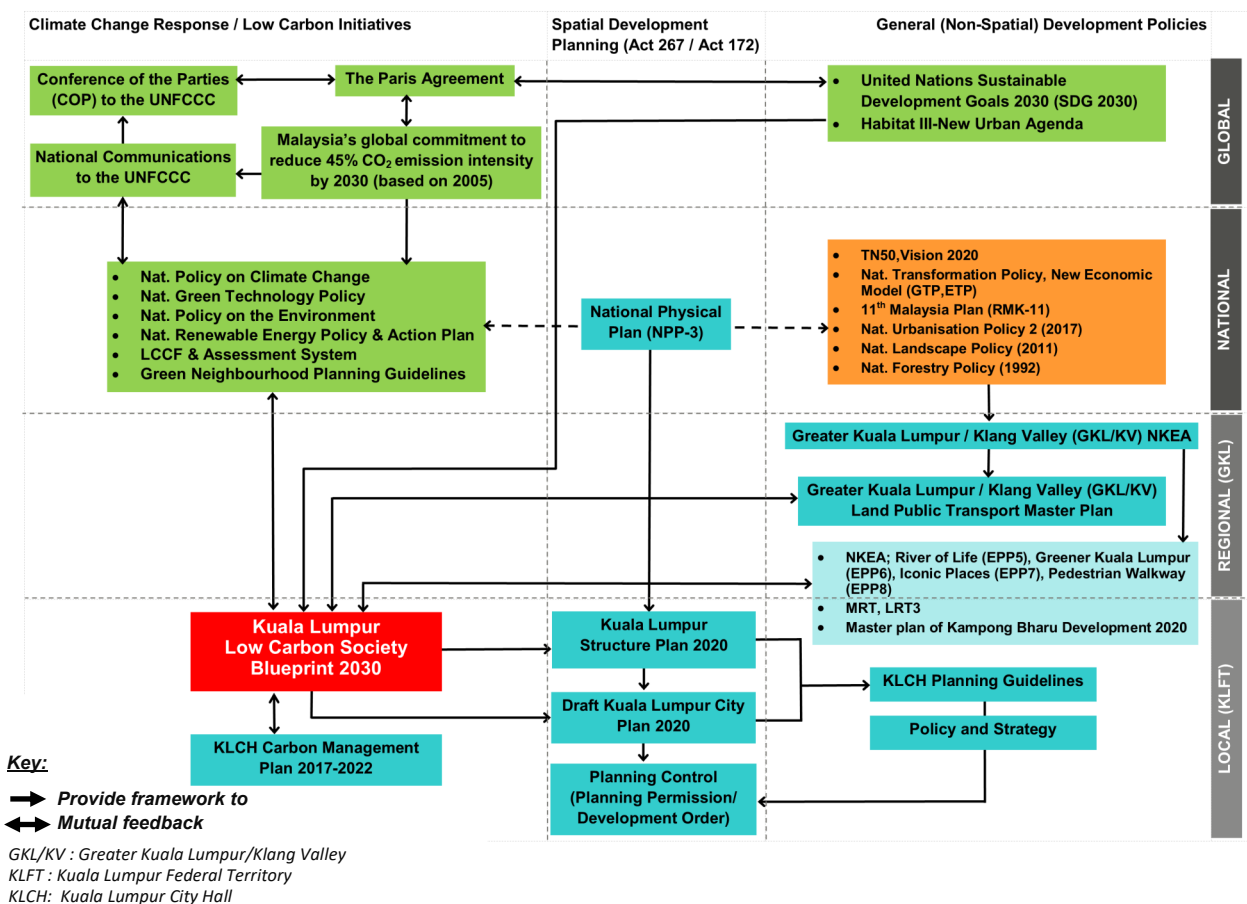 Climate Change Response / Low Carbon Initiatives
Spatial Development
Planning (Act 267 / Act 172)
General (Non-Spatial) Development Policies
Conference of the Parties
(COP) to the UNFCCC
The Paris Agreement
• United Nations Sustainable
Development Goals 2030 (SDG 2030)
• Habitat III-New Urban Agenda
National Communications
to the UNFCCC
Malaysia's global commitment to
reduce 45% CO₂ emission intensity
by 2030 (based on 2005)
GLOBAL
• Nat. Policy on Climate Change
• Nat. Green Technology Policy
• Nat. Policy on the Environment
• Nat. Renewable Energy Policy & Action Plan
• LCCF & Assessment System
• Green Neighbourhood Planning Guidelines
National Physical
Plan (NPP-3)
• TN50,Vision 2020
• Nat. Transformation Policy, New Economic
Model (GTP,ETP)
• 11th Malaysia Plan (RMK-11)
• Nat. Urbanisation Policy 2 (2017)
• Nat. Landscape Policy (2011)
• Nat. Forestry Policy (1992)
NATIONAL
Greater Kuala Lumpur / Klang Valley (GKL/KV) NKEA
Greater Kuala Lumpur / Klang Valley (GKL/KV)
Land Public Transport Master Plan
• NKEA; River of Life (EPP5), Greener Kuala Lumpur
(EPP6), Iconic Places (EPP7), Pedestrian Walkway
(EPP8)
• MRT, LRT3
• Master plan of Kampong Bharu Development 2020
REGIONAL (GKL)
Kuala Lumpur
Low Carbon Society
Blueprint 2030
Kuala Lumpur
Structure Plan 2020
KLCH Planning Guidelines
Draft Kuala Lumpur City
Plan 2020
Policy and Strategy
KLCH Carbon Management
Plan 2017-2022
Planning Control
(Planning Permission/
Development Order)
LOCAL (KLFT)
Key:
Provide framework to
Mutual feedback
GKL/KV : Greater Kuala Lumpur/Klang Valley
KLFT : Kuala Lumpur Federal Territory
KLCH: Kuala Lumpur City Hall